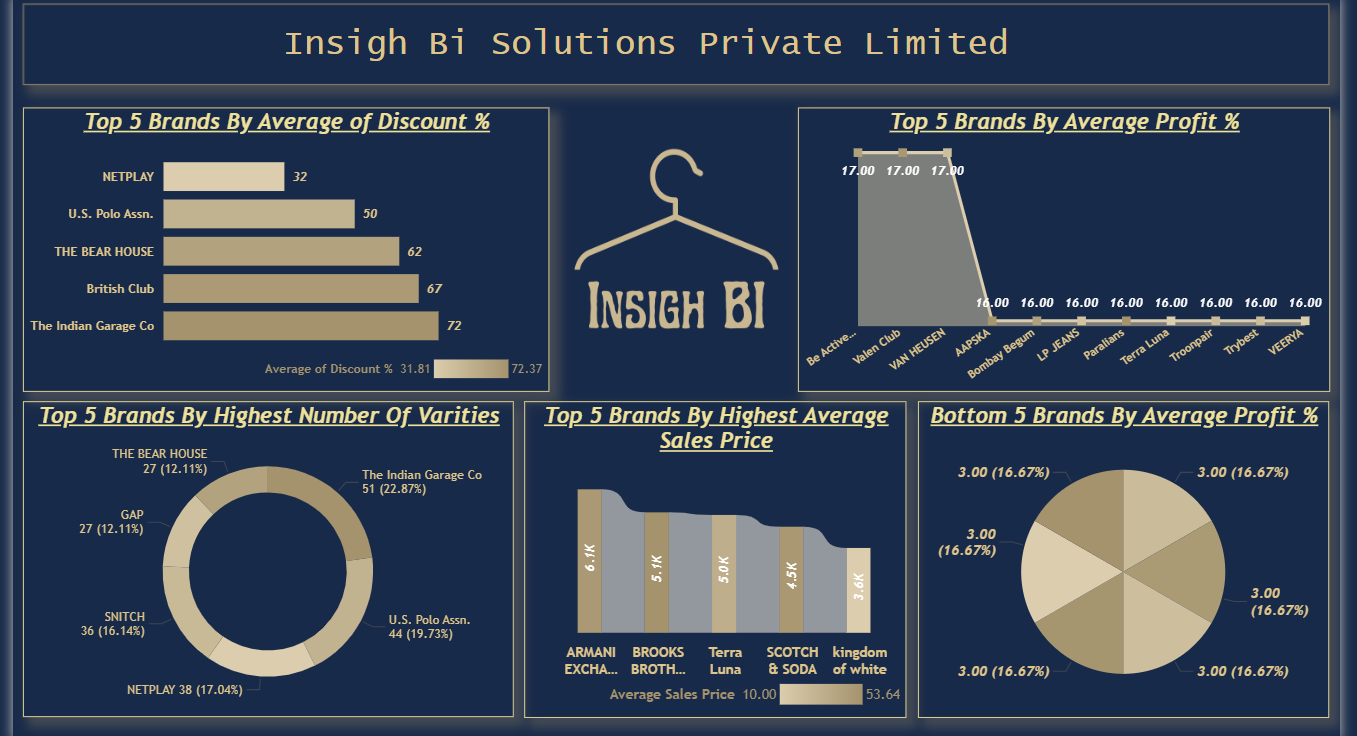 Insigh Bi Solutions Private Limited
Top 5 Brands By Average of Discount %
NETPLAY
32
U.S. Polo Assn.
50
THE BEAR HOUSE
62
British Club
67
The Indian Garage Co
72
Average of Discount % 31.81 72.37
INSIGH BI
Top 5 Brands By Average Profit %
17.00 17.00 17.00
16.00 16.00 16.00 16.00 16.00 16.00 16.00 16.00
Be Active...
Valen Club
VAN HEUSEN
AAPSKA
Bombay Begum
LP JEANS
Paralians
Terra Luna
Troonpair
Trybest
VEERYA
Top 5 Brands By Highest Number Of Varities
THE BEAR HOUSE
27 (12.11%)
The Indian Garage Co
51 (22.87%)
GAP
27 (12.11%)
SNITCH
36 (16.14%)
U.S. Polo Assn.
44 (19.73%)
NETPLAY 38 (17.04%)
Top 5 Brands By Highest Average
Sales Price
6.1K
5.1K
5.0K
4.5K
3.6K
ARMANI
EXCHA...
BROOKS
BROTH...
Terra
Luna
SCOTCH
& SODA
kingdom
of white
Average Sales Price 10.00 53.64
Bottom 5 Brands By Average Profit %
3.00 (16.67%)
3.00 (16.67%)
3.00
(16.67%)
3.00
(16.67%)
3.00 (16.67%)
3.00 (16.67%)